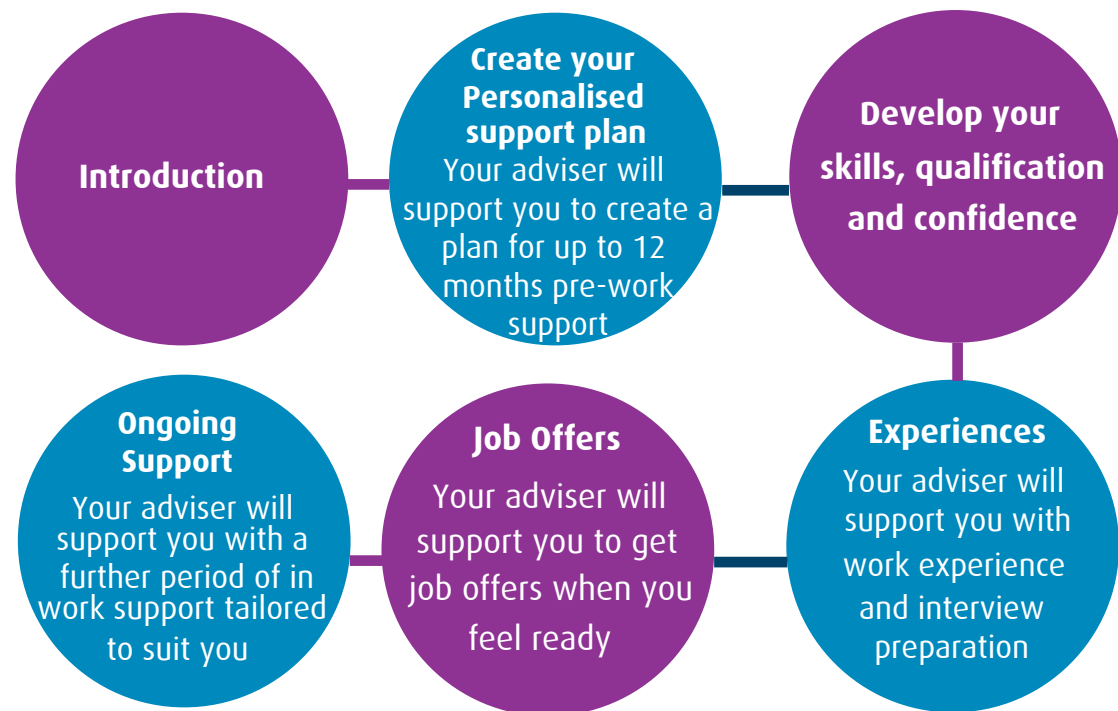 Introduction
Create your
Personalised
support plan
Your adviser will
support you to create a
plan for up to 12
months pre-work
support
Develop your
skills, qualification
and confidence
Experiences
Your adviser will
support you with
work experience
and interview
preparation
Job Offers
Your adviser will
support you to get
job offers when you
feel ready
Ongoing
Support
Your adviser will
support you with a
further period of in
work support tailored
to suit you